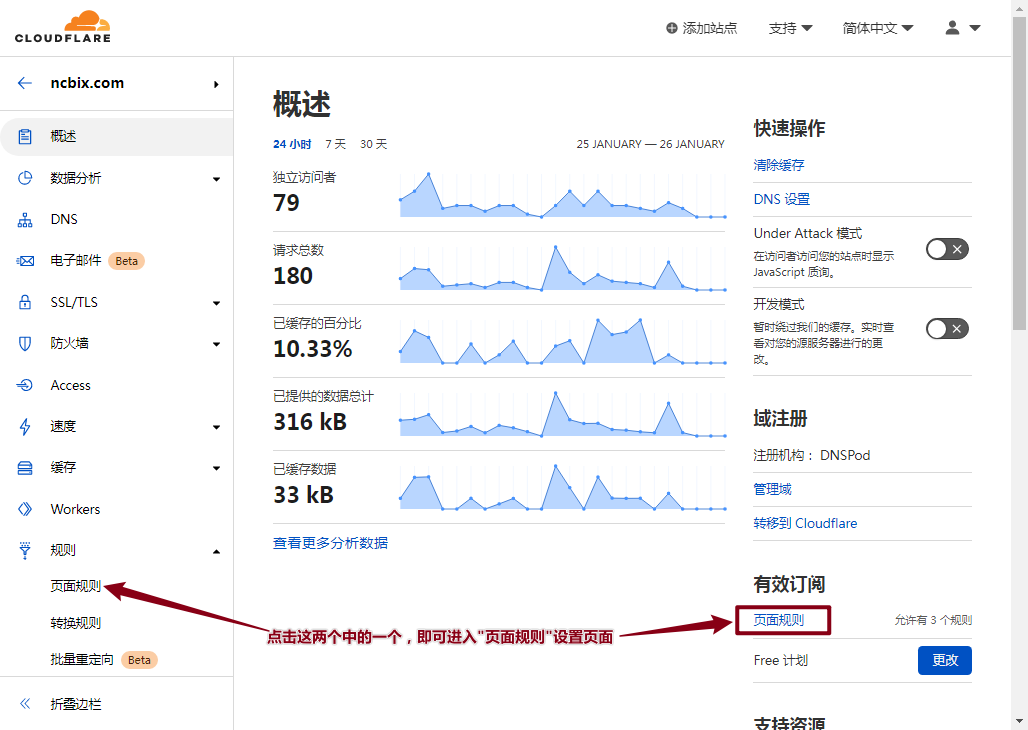 CLOUDFLARE
添加站点
支持
简体中文
ncbix.com
概述
数据分析
DNS
电子邮件 Beta
SSL/TLS
防火墙
Access
速度
缓存
Workers
规则
页面规则
转换规则
批量重定向 Beta
折叠边栏
概述
24 小时 7 天 30 天
25 JANUARY — 26 JANUARY
独立访问者
79
请求总数
180
已缓存的百分比
10.33%
已提供的数据总计
316 kB
已缓存数据
33 kB
查看更多分析数据
点击这两个中的一个，即可进入"页面规则"设置页面
快速操作
清除缓存
DNS 设置
Under Attack 模式
在访问者访问您的站点时显示
JavaScript 质询。
开发模式
暂时绕过我们的缓存。实时查
看对您的源服务器进行的更
改。
域注册
注册机构： DNSPod
管理域
转移到 Cloudflare
有效订阅
页面规则 允许有 3 个规则
Free 计划 更改
支持资源